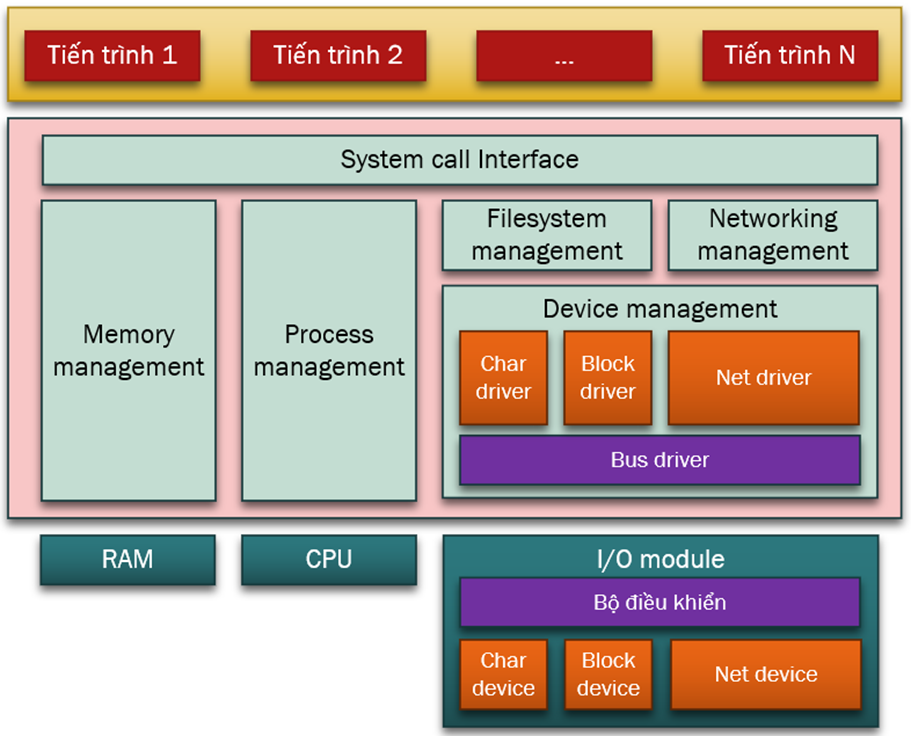 Tiến trình 1
Tiến trình 2
...
Tiến trình N
System call Interface
Memory
management
Process
management
Filesystem
management
Networking
management
Device management
Char
driver
Block
driver
Net driver
Bus driver
RAM
CPU
I/O module
Bộ điều khiển
Char
device
Block
device
Net device